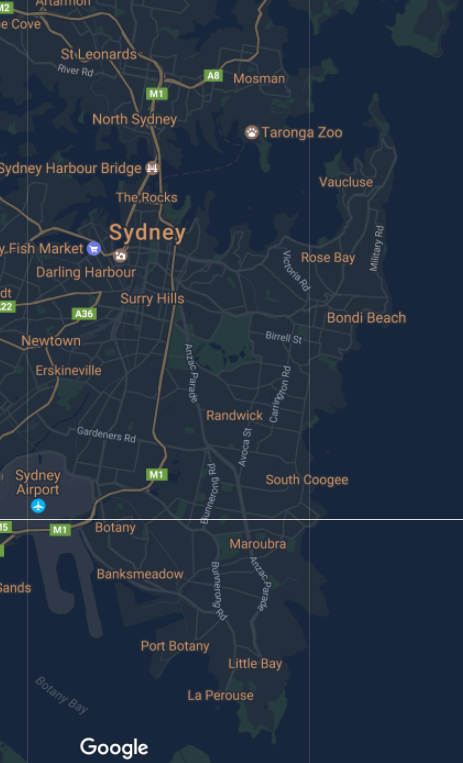 Artarmon
M2
e Cove
St Leonards
River Rd
A8
Mosman
M1
North Sydney
Taronga Zoo
Sydney Harbour Bridge
Vaucluse
The Rocks
Sydney
Military Rd
y Fish Market
Rose Bay
Victoria Rd
Darling Harbour
dt
Surry Hills
22
A36
Bondi Beach
Newtown
Birrell St
Erskineville
Anzac Parade
Carrington Rd
Randwick
Gardeners Rd
Avoca St
Sydney
Airport
M1
South Coogee
Bunnerong Rd
M5
M1
Botany
Maroubra
Banksmeadow
Sands
Bunnerong Rd
Anzac Parade
Port Botany
Little Bay
Botany Bay
La Perouse
Google